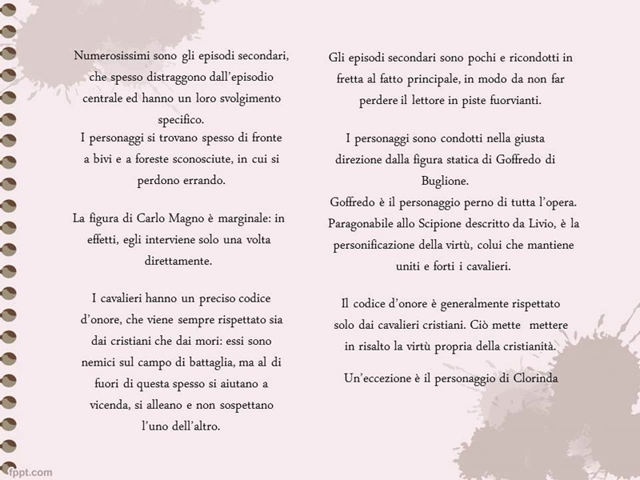 Numerosissimi sono gli episodi secondari,
che spesso distraggono dall'episodio
centrale ed hanno un loro svolgimento
specifico.
I personaggi si trovano spesso di fronte
a bivi e a foreste sconosciute, in cui si
perdono errando.
La figura di Carlo Magno è marginale: in
effetti, egli interviene solo una volta
direttamente.
I cavalieri hanno un preciso codice
d'onore, che viene sempre rispettato sia
dai cristiani che dai mori: essi sono
nemici sul campo di battaglia, ma al di
fuori di questa spesso si aiutano a
vicenda, si alleano e non sospettano
l'uno dell'altro.
Gli episodi secondari sono pochi e ricondotti in
fretta al fatto principale, in modo da non far
perdere il lettore in piste fuorvianti.
I personaggi sono condotti nella giusta
direzione dalla figura statica di Goffredo di
Buglione.
Goffredo è il personaggio perno di tutta l'opera.
Paragonabile allo Scipione descritto da Livio, è la
personificazione della virtù, colui che mantiene
uniti e forti i cavalieri.
Il codice d'onore è generalmente rispettato
solo dai cavalieri cristiani. Ciò mette mettere
in risalto la virtù propria della cristianità.
Un'eccezione è il personaggio di Clorinda
fppt.com